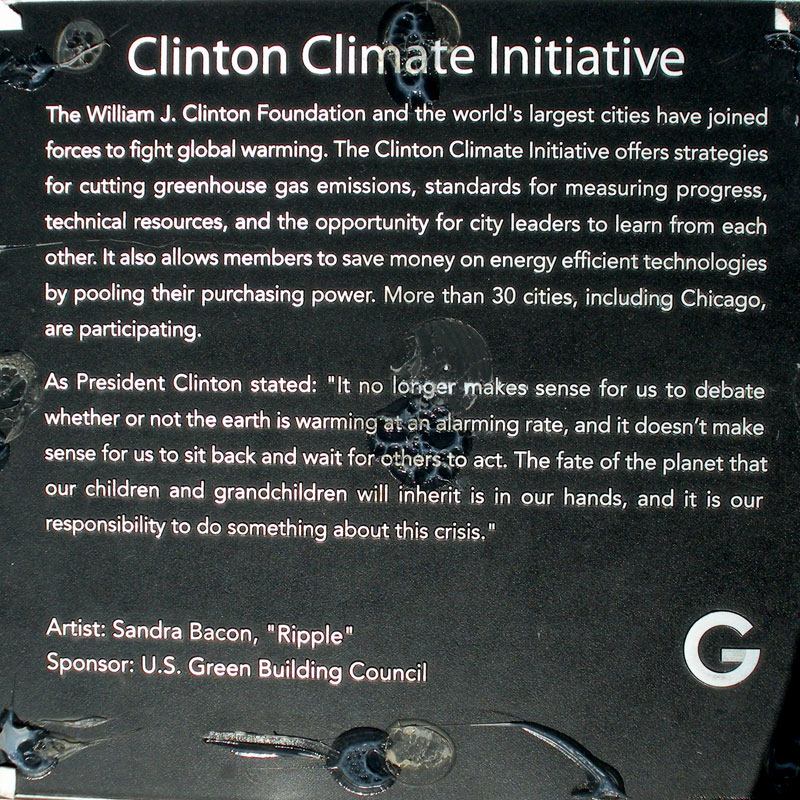 Clinton Climate Initiative
The William J. Clinton Foundation and the world's largest cities have joined
forces to fight global warming. The Clinton Climate Initiative offers strategies
for cutting greenhouse gas emissions, standards for measuring progress,
technical resources, and the opportunity for city leaders to learn from each
other. It also allows members to save money on energy efficient technologies
by pooling their purchasing power. More than 30 cities, including Chicago,
are participating.
As President Clinton stated: "It no longer makes sense for us to debate
whether or not the earth is warming at an alarming rate, and it doesn't make
sense for us to sit back and wait for others to act. The fate of the planet that
our children and grandchildren will inherit is in our hands, and it is our
responsibility to do something about this crisis."
Artist: Sandra Bacon, "Ripple"
Sponsor: U.S. Green Building Council
G